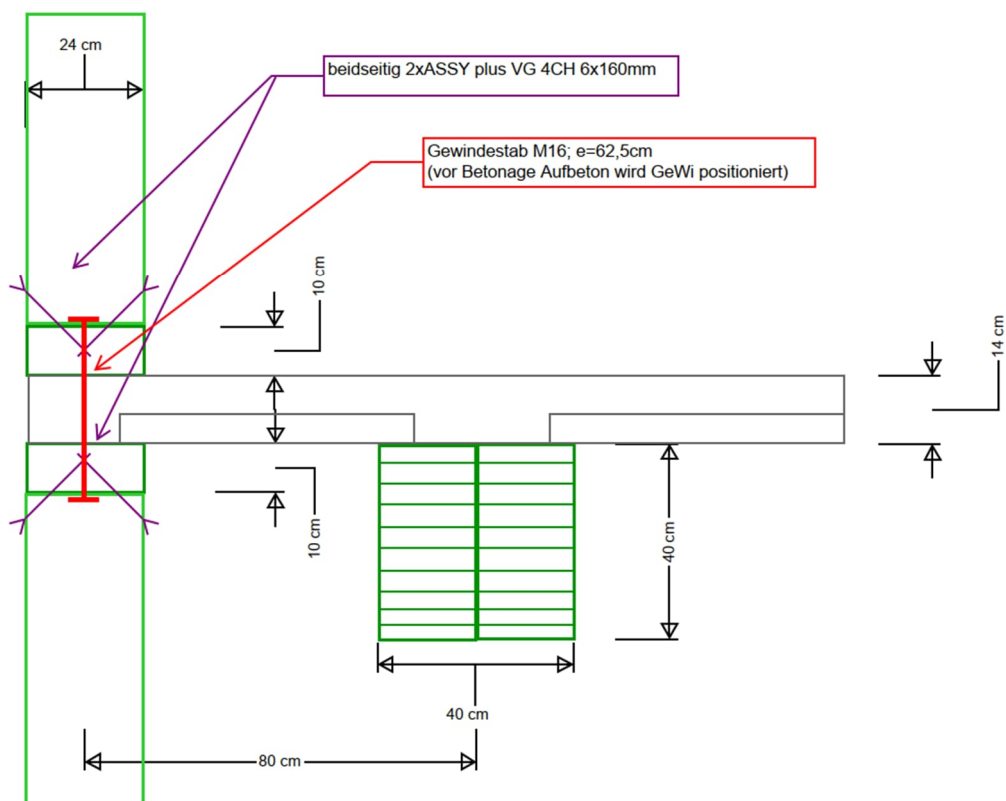 24 cm
beidseitig 2xASSY plus VG 4CH 6x160mm
Gewindestab M16; e=62,5cm
(vor Betonage Aufbeton wird GeWi positioniert)
10 cm
14 cm
10 cm
40 cm
40 cm
80 cm